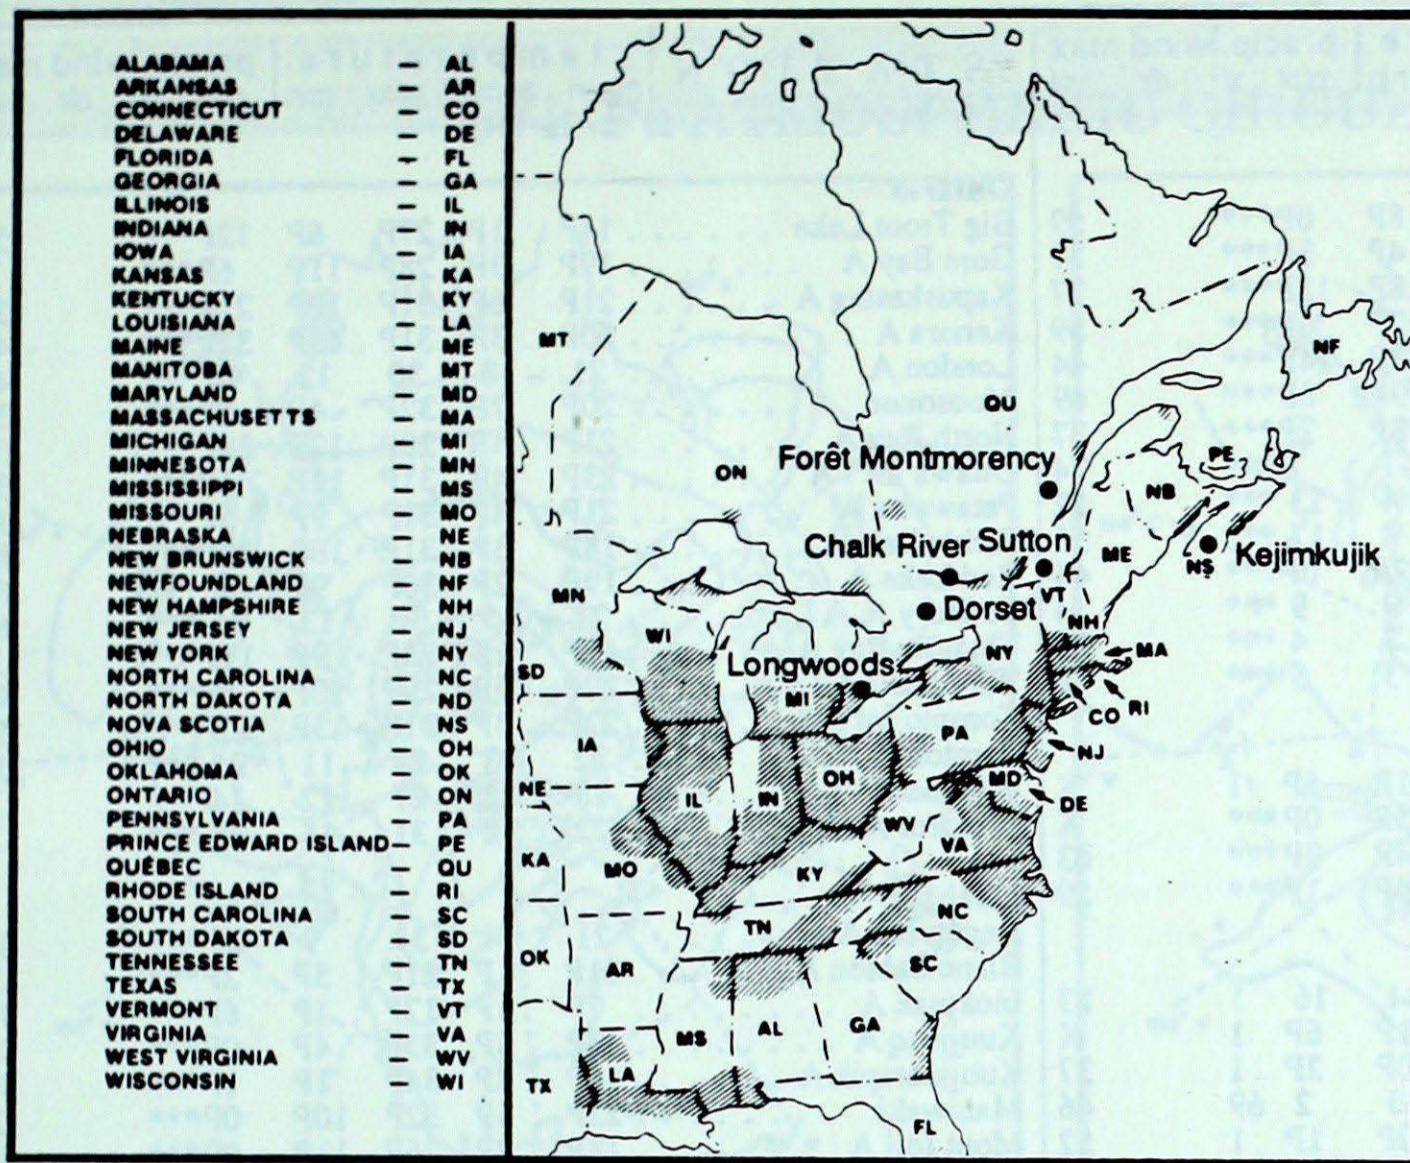 ALABAMA — AL
ARKANSAS — AR
CONNECTICUT — CO
DELAWARE — DE
FLORIDA — FL
GEORGIA — GA
ILLINOIS — IL
INDIANA — IN
IOWA — IA
KANSAS — KA
KENTUCKY — KY
LOUISIANA — LA
MAINE — ME
MANITOBA — MT
MARYLAND — MD
MASSACHUSETTS — MA
MICHIGAN — MI
MINNESOTA — MN
MISSISSIPPI — MS
MISSOURI — MO
NEBRASKA — NE
NEW BRUNSWICK — NB
NEWFOUNDLAND — NF
NEW HAMPSHIRE — NH
NEW JERSEY — NJ
NEW YORK — NY
NORTH CAROLINA — NC
NORTH DAKOTA — ND
NOVA SCOTIA — NS
OHIO — OH
OKLAHOMA — OK
ONTARIO — ON
PENNSYLVANIA — PA
PRINCE EDWARD ISLAND — PE
QUÉBEC — QU
RHODE ISLAND — RI
SOUTH CAROLINA — SC
SOUTH DAKOTA — SD
TENNESSEE — TN
TEXAS — TX
VERMONT — VT
VIRGINIA — VA
WEST VIRGINIA — WV
WISCONSIN — WI
MT
NF
QU
ON
Forêt Montmorency
PE
NB
Chalk River
Sutton
ME
NS
Kejimkujik
MN
VT
Dorset
NH
WI
NY
MA
SD
Longwoods
MI
CO
RI
IA
PA
NJ
OH
MD
NE
IL
IN
DE
WV
VA
KA
MO
KY
NC
TN
OK
AR
SC
MS
AL
GA
TX
LA
FL